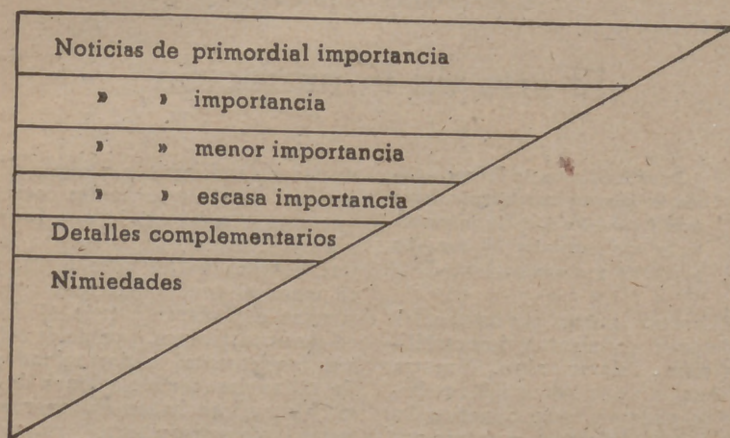 Noticias de primordial importancia
» » importancia
» » menor importancia
» » escasa importancia
Detalles complementarios
Nimiedades